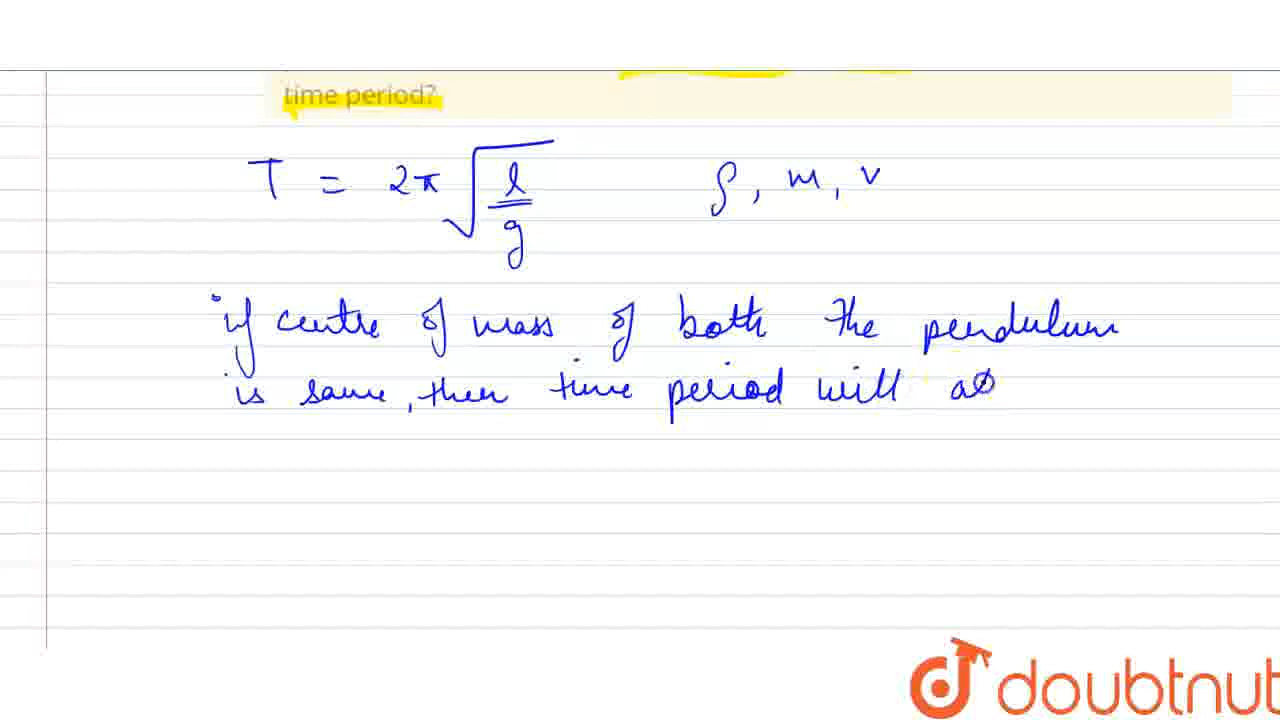 time period?
T = 2π √(l/g) ρ, m, v
if centre of mass of both the pendulum
is same, then time period will
doubtnut